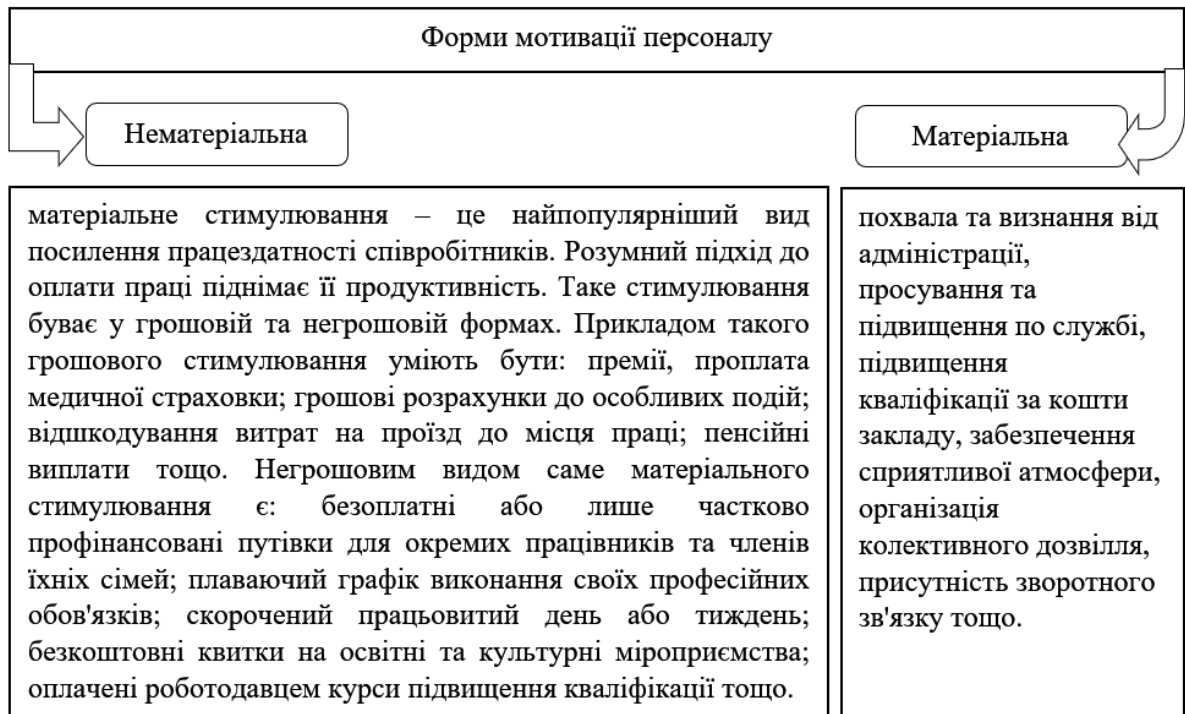 Форми мотивації персоналу
Нематеріальна
Матеріальна
матеріальне стимулювання – це найпопулярніший вид
посилення працездатності співробітників. Розумний підхід до
оплати праці піднімає її продуктивність. Таке стимулювання
буває у грошовій та негрошовій формах. Прикладом такого
грошового стимулювання уміють бути: премії, проплата
медичної страховки; грошові розрахунки до особливих подій;
відшкодування витрат на проїзд до місця праці; пенсійні
виплати тощо. Негрошовим видом саме матеріального
стимулювання є: безоплатні або лише частково
профінансовані путівки для окремих працівників та членів
їхніх сімей; плаваючий графік виконання своїх професійних
обов'язків; скорочений працьовитий день або тиждень;
безкоштовні квитки на освітні та культурні міроприємства;
оплачені роботодавцем курси підвищення кваліфікації тощо.
похвала та визнання від
адміністрації,
просування та
підвищення по службі,
підвищення
кваліфікації за кошти
закладу, забезпечення
сприятливої атмосфери,
організація
колективного дозвілля,
присутність зворотного
зв'язку тощо.